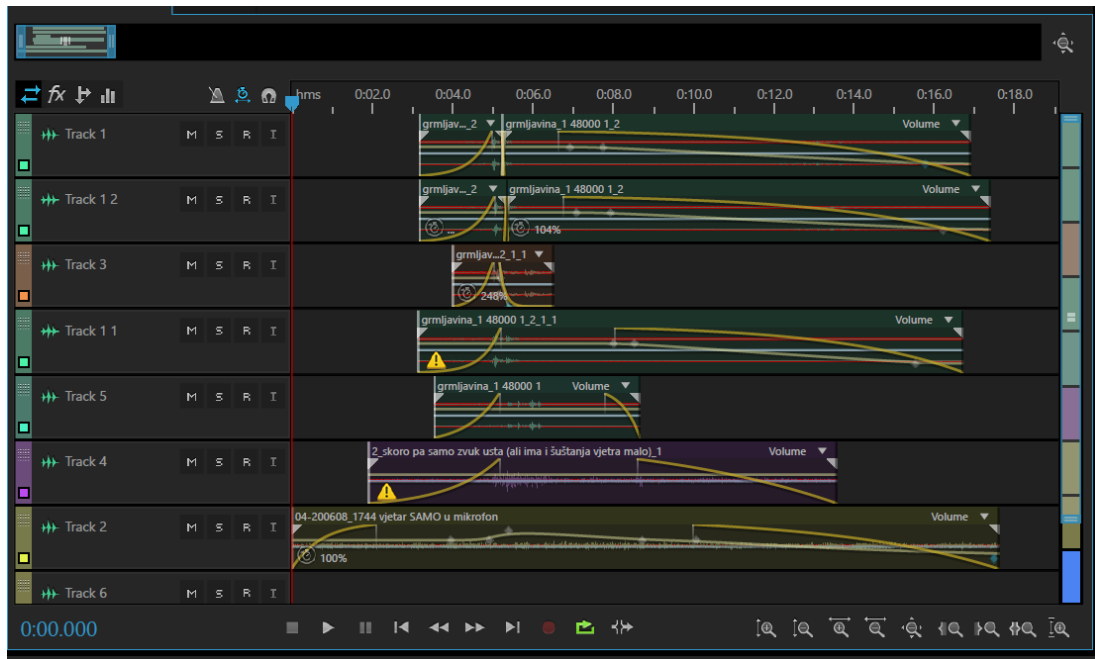 fx hms 0:02.0 0:04.0 0:06.0 0:08.0 0:10.0 0:12.0 0:14.0 0:16.0 0:18.0
Track 1 M S R I grmljav..._2 grmljavina_1 48000 1_2 Volume
Track 1 2 M S R I grmljav..._2 grmljavina_1 48000 1_2 Volume
... 104%
Track 3 M S R I grmljav...2_1_1
248%
Track 1 1 M S R I grmljavina_1 48000 1_2_1_1 Volume
Track 5 M S R I grmljavina_1 48000 1 Volume
Track 4 M S R I 2_skoro pa samo zvuk usta (ali ima i šuštanja vjetra malo)_1 Volume
Track 2 M S R I 04-200608_1744 vjetar SAMO u mikrofon Volume
100%
Track 6 M S R I
0:00.000